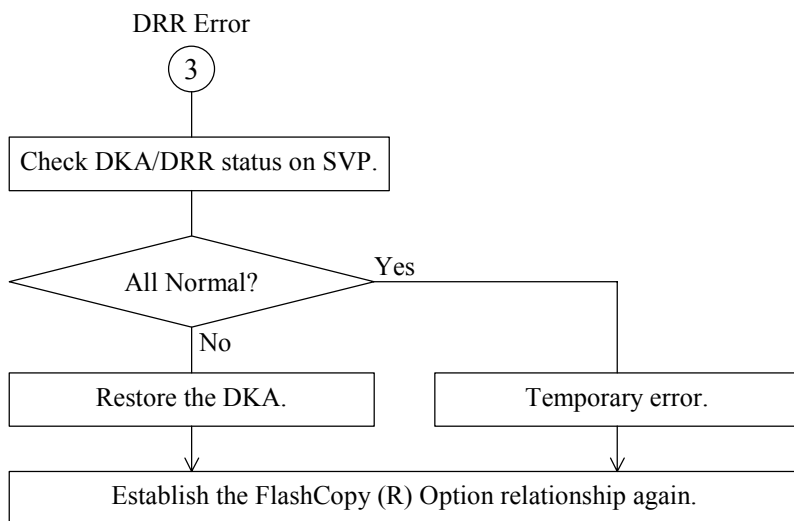 DRR Error
3
Check DKA/DRR status on SVP.
All Normal?
Yes
No
Restore the DKA.
Temporary error.
Establish the FlashCopy (R) Option relationship again.